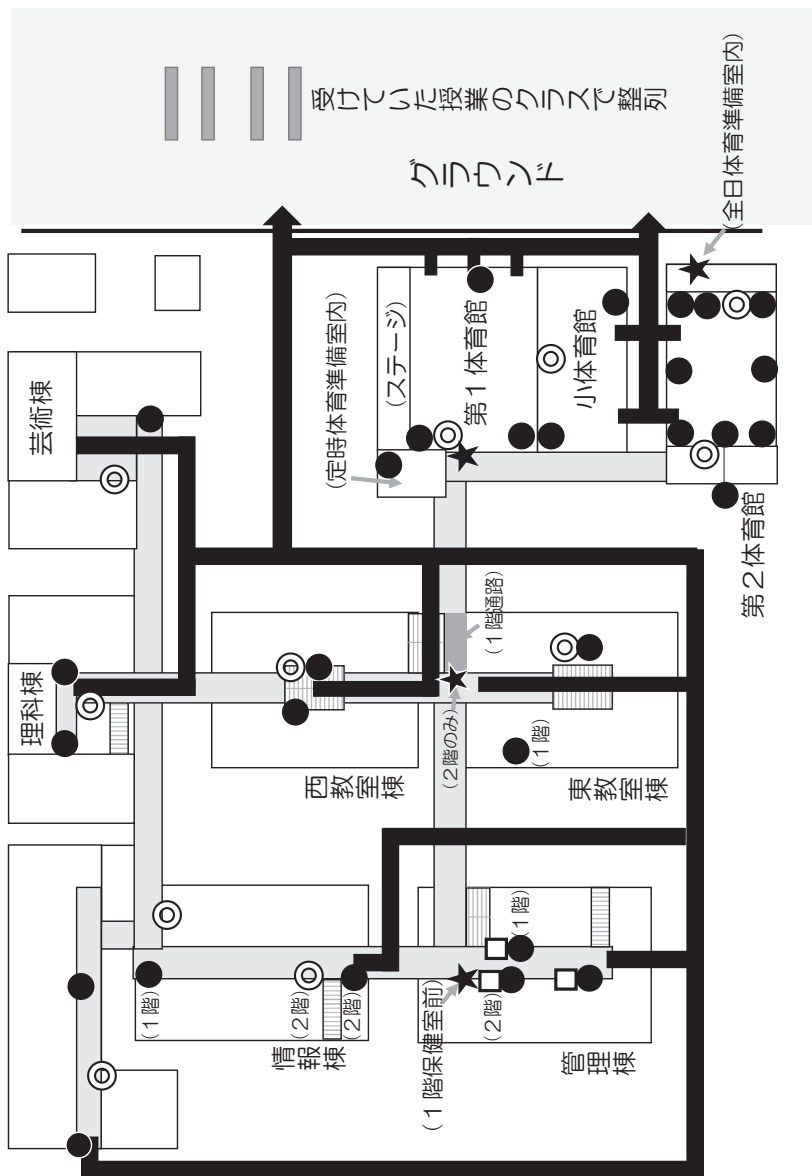 受けていた授業のクラスで整列
グラウンド
(全日体育準備室内)
芸術棟
(定時体育準備室内)
(ステージ)
第1体育館
小体育館
第2体育館
理科棟
(1階通路)
西教室棟
(2階のみ)
(1階)
東教室棟
(1階)
(1階)
(2階)
(2階)
情報棟
(1階保健室前)
(2階)
管理棟